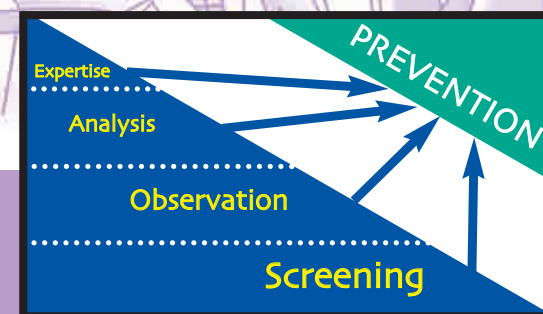 PREVENTION
Expertise
Analysis
Observation
Screening